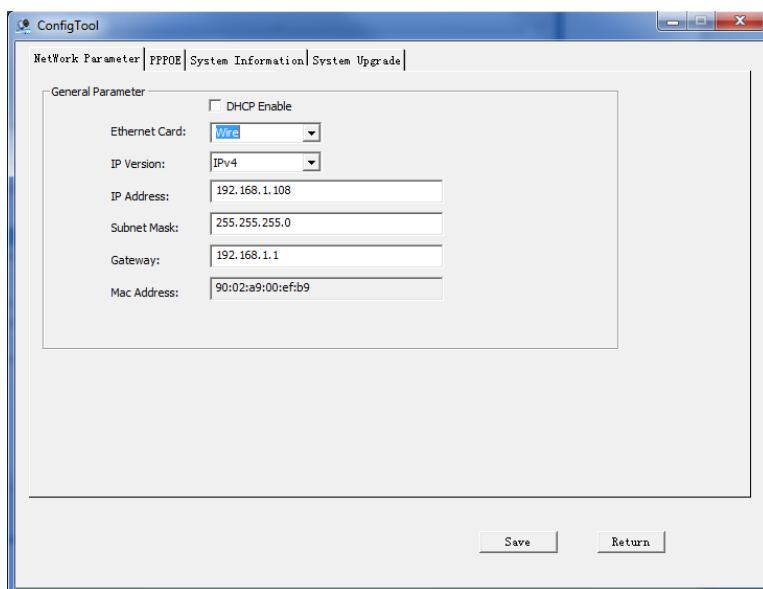 ConfigTool
NetWork Parameter PPPOE System Information System Upgrade
General Parameter
DHCP Enable
Ethernet Card: Wire
IP Version: IPv4
IP Address: 192.168.1.108
Subnet Mask: 255.255.255.0
Gateway: 192.168.1.1
Mac Address: 90:02:a9:00:ef:b9
Save Return